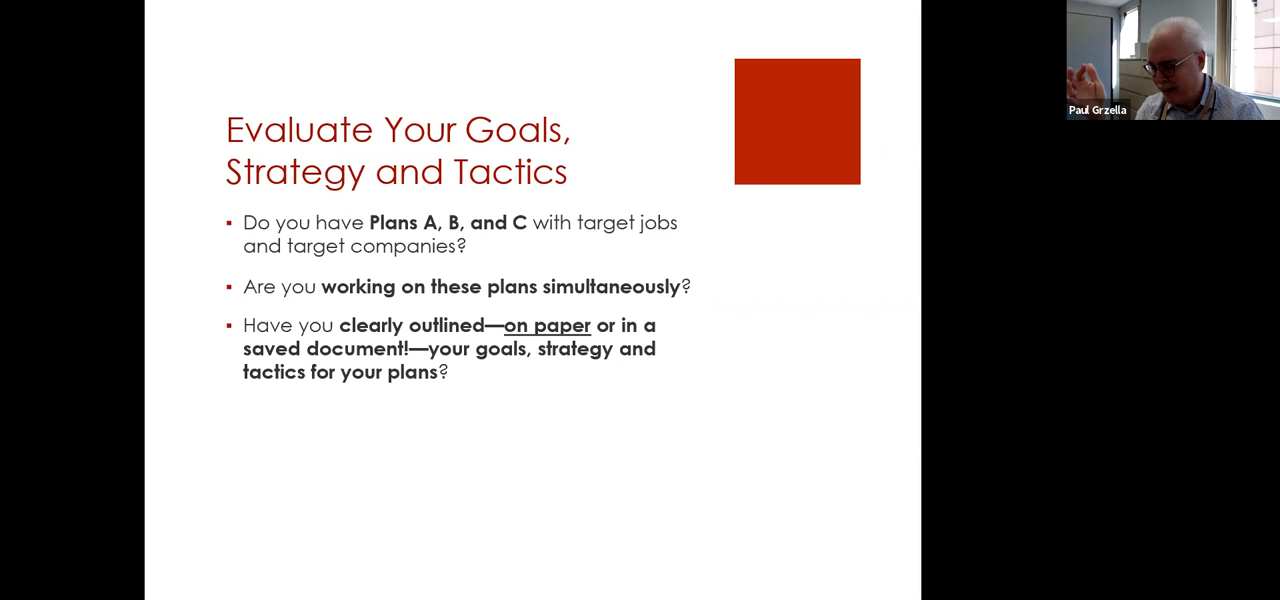 Evaluate Your Goals,
Strategy and Tactics
▪ Do you have Plans A, B, and C with target jobs
and target companies?
▪ Are you working on these plans simultaneously?
▪ Have you clearly outlined—on paper or in a
saved document!—your goals, strategy and
tactics for your plans?
Paul Grzella